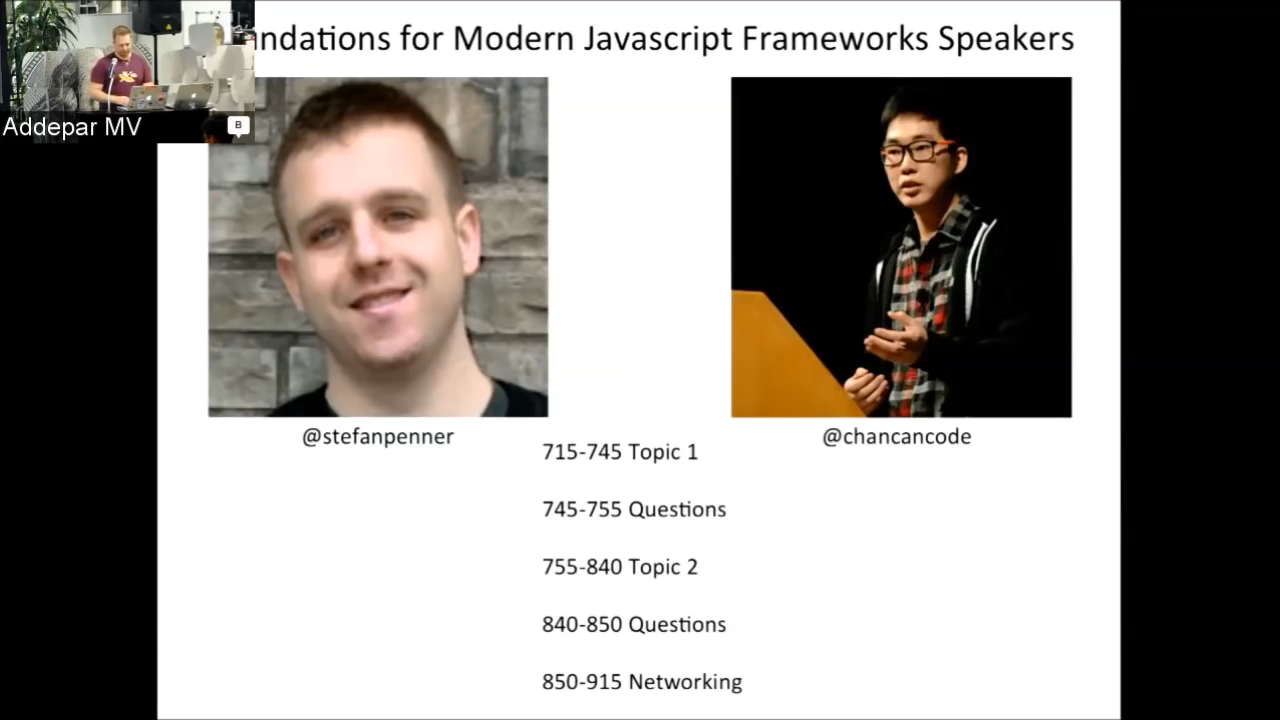 ndations for Modern Javascript Frameworks Speakers
Addepar MV
B
@stefanpenner
@chancancode
715-745 Topic 1
745-755 Questions
755-840 Topic 2
840-850 Questions
850-915 Networking